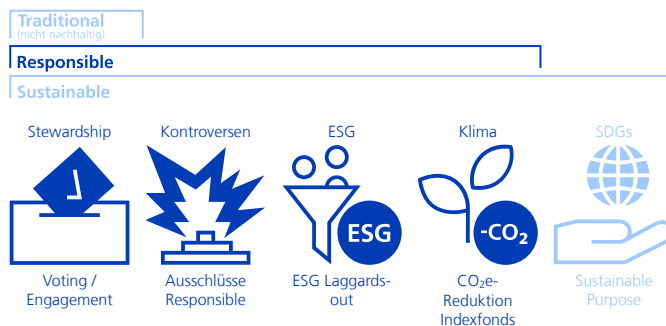 Traditional
(nicht nachhaltig)
Responsible
Sustainable
Stewardship
Kontroversen
ESG
Klima
SDGs
ESG
-CO₂
Voting /
Engagement
Ausschlüsse
Responsible
ESG Laggards-
out
CO₂e-
Reduktion
Indexfonds
Sustainable
Purpose